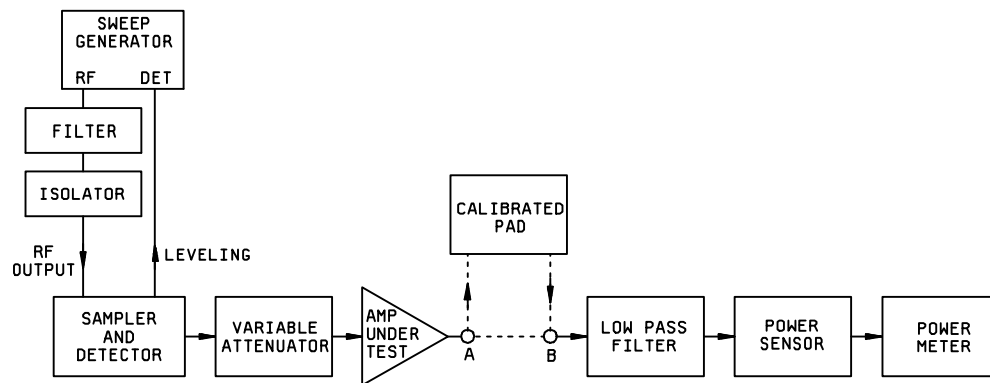 SWEEP
GENERATOR
RF
DET
FILTER
ISOLATOR
RF
OUTPUT
LEVELING
SAMPLER
AND
DETECTOR
VARIABLE
ATTENUATOR
AMP
UNDER
TEST
CALIBRATED
PAD
A
B
LOW PASS
FILTER
POWER
SENSOR
POWER
METER